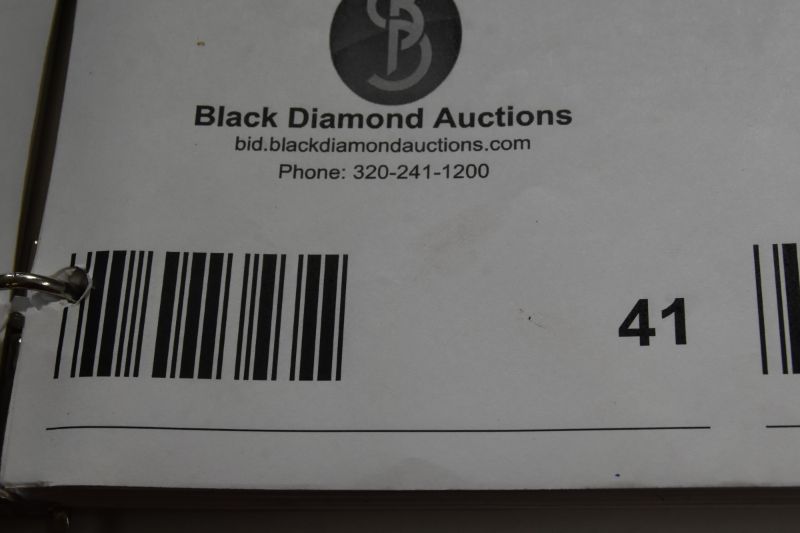 Black Diamond Auctions
bid.blackdiamondauctions.com
Phone: 320-241-1200
41